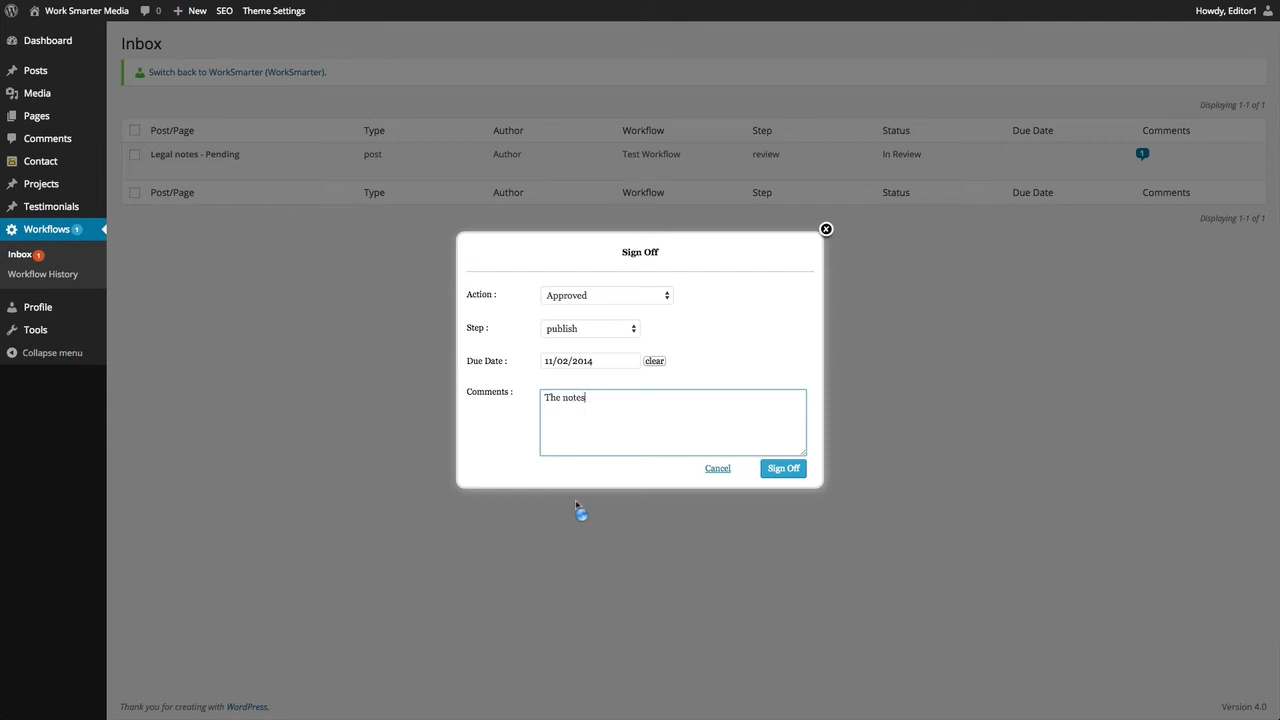 Work Smarter Media 0 New SEO Theme Settings Howdy, Editor1
Dashboard
Posts
Media
Pages
Comments
Contact
Projects
Testimonials
Workflows 1
Inbox 1
Workflow History
Profile
Tools
Collapse menu
Inbox
Switch back to WorkSmarter (WorkSmarter).
Displaying 1-1 of 1
Post/Page Type Author Workflow Step Status Due Date Comments
Legal notes - Pending post Author Test Workflow review In Review 1
Post/Page Type Author Workflow Step Status Due Date Comments
Displaying 1-1 of 1
Sign Off
Action : Approved
Step : publish
Due Date : 11/02/2014 clear
Comments : The notes
Cancel Sign Off
Thank you for creating with WordPress. Version 4.0